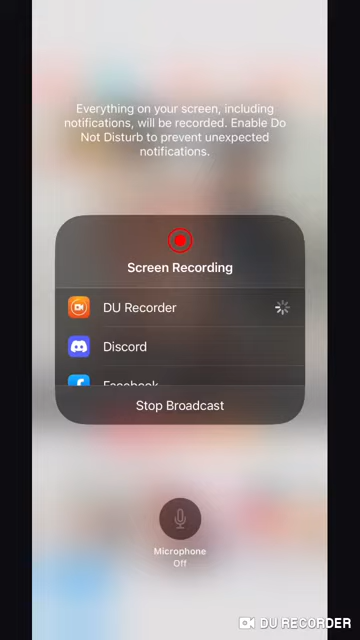 Everything on your screen, including
notifications, will be recorded. Enable Do
Not Disturb to prevent unexpected
notifications.
Screen Recording
DU Recorder
Discord
Facebook
Stop Broadcast
Microphone
Off
DU RECORDER